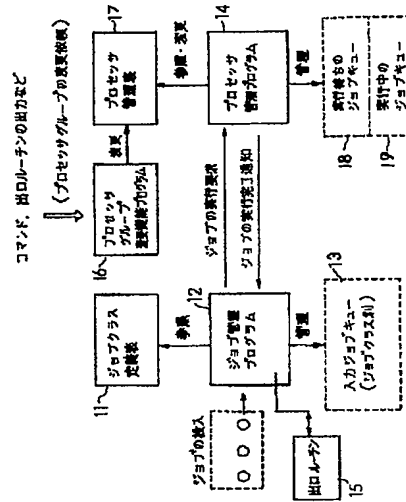 コマンド、出口ルーチンの出力など
(プロセッサグループの変更依頼)
11
ジョブクラス
定義表
16
プロセッサ
グループ
変更機能プログラム
変更
17
プロセッサ
管理表
参照
参照・変更
ジョブの投入
12
ジョブ管理
プログラム
ジョブの実行要求
ジョブの実行完了通知
14
プロセッサ
管理プログラム
管理
管理
15
出口ルーチン
13
入力ジョブキュー
(ジョブクラス別)
18
実行待ちの
ジョブキュー
19
実行中の
ジョブキュー